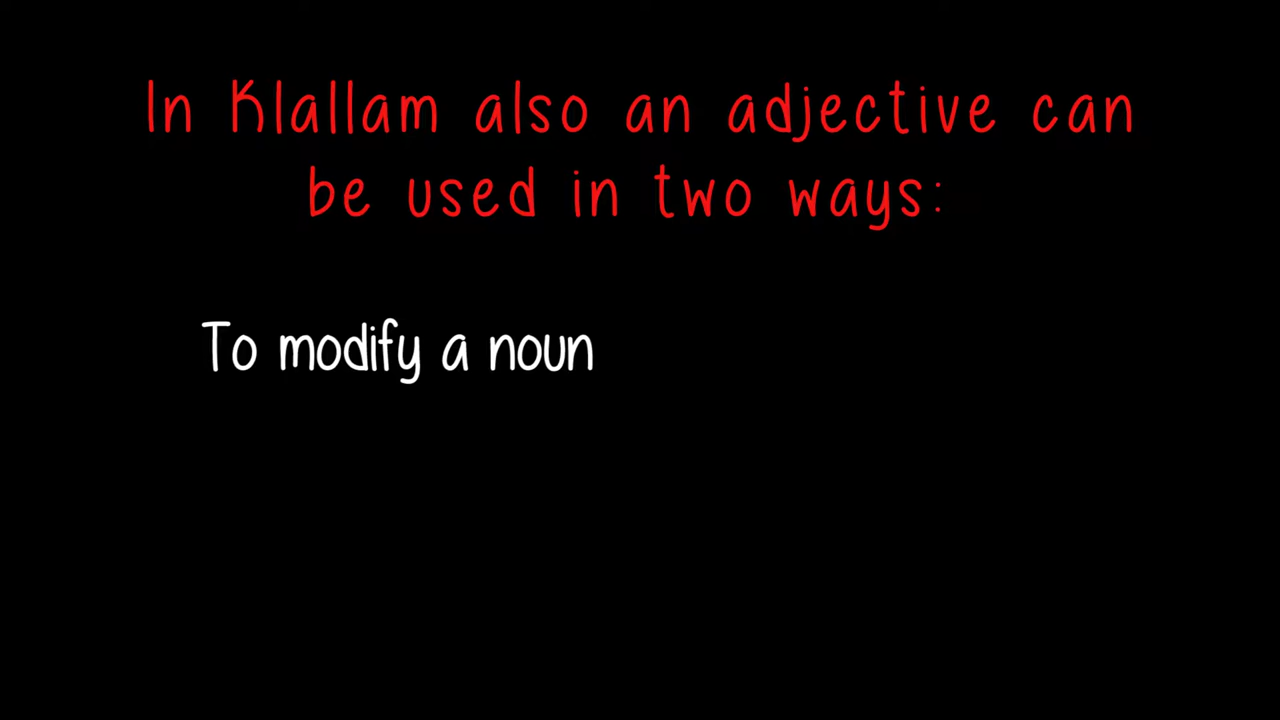 In Klallam also an adjective can
be used in two ways:
To modify a noun